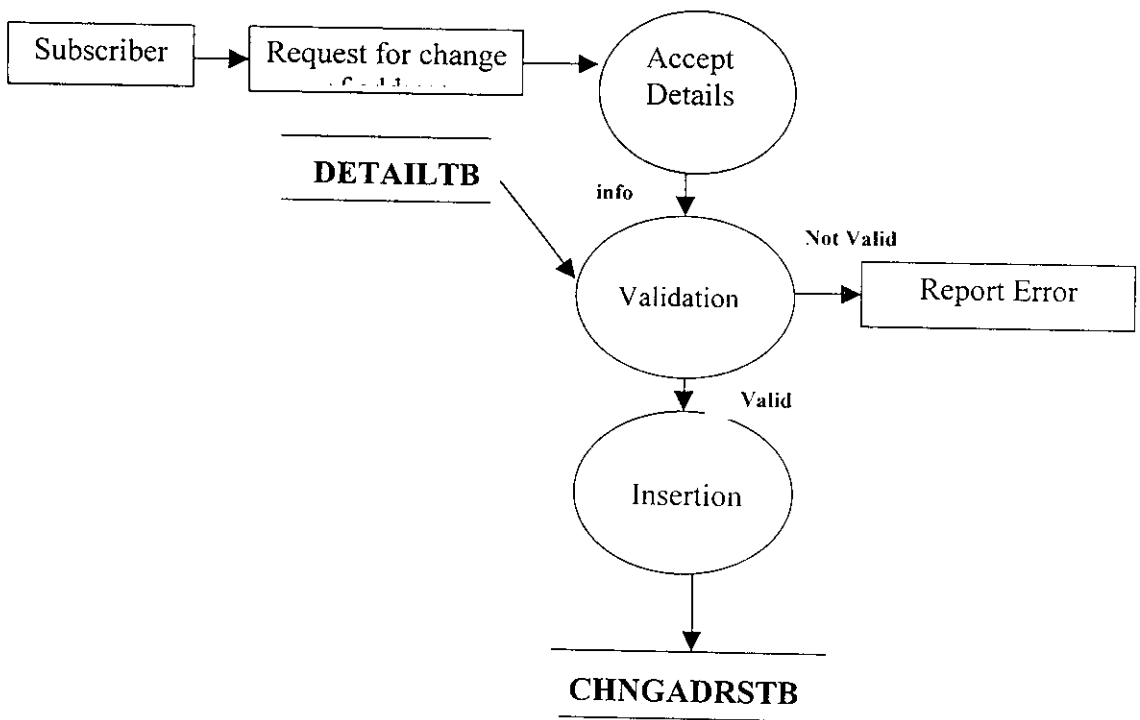 Subscriber
Request for change
Accept
Details
DETAILTB
info
Not Valid
Validation
Report Error
Valid
Insertion
CHNGADRSTB